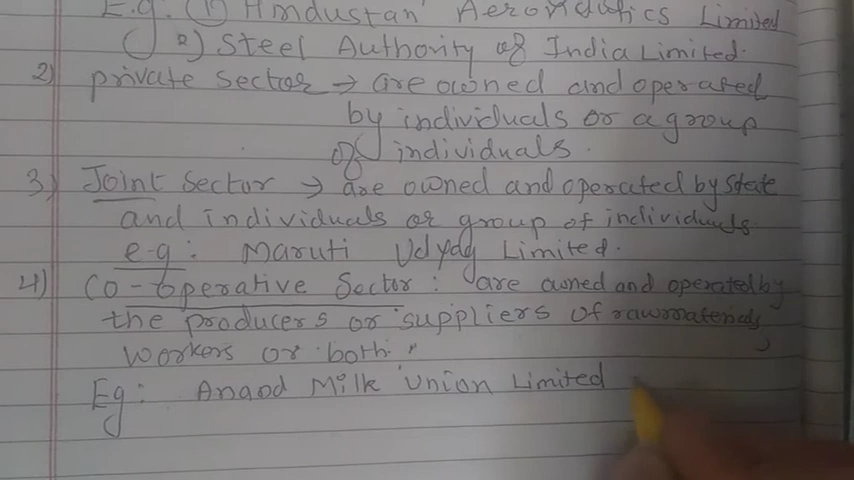 E.g. (1) Hindustan Aeronautics Limited
2) Steel Authority of India Limited.
2) private sector → are owned and operated
by individuals or a group
of individuals.
3) Joint Sector → are owned and operated by state
and individuals or group of individuals
e-g: Maruti Udyog Limited.
4) Co-operative Sector: are owned and operated by
the producers or suppliers of raw materials,
workers or both.
Eg: Anand Milk Union Limited